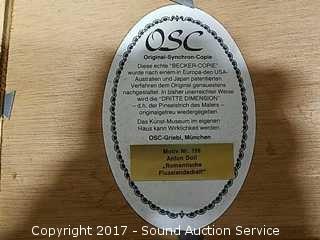 OSC
Original-Synchron-Copie
Diese echte "BECKER-COPIE"
wurde nach einem in Europa-den USA-
Australien und Japan patentierten
Verfahren dem Original genauestens
nachgestaltet. In bisher unerreichter Weise
wird die "DRITTE DIMENSION"
-d.h. der Pinselstrich des Malers –
originalgetreu wiedergegeben.
Das Kunst-Museum im eigenen
Haus kann Wirklichkeit werden.
OSC-Griebl, München
Motiv Nr.
Anton Doll
„Romantische
Flusslandschaft"
Copyright 2017 - Sound Auction Service